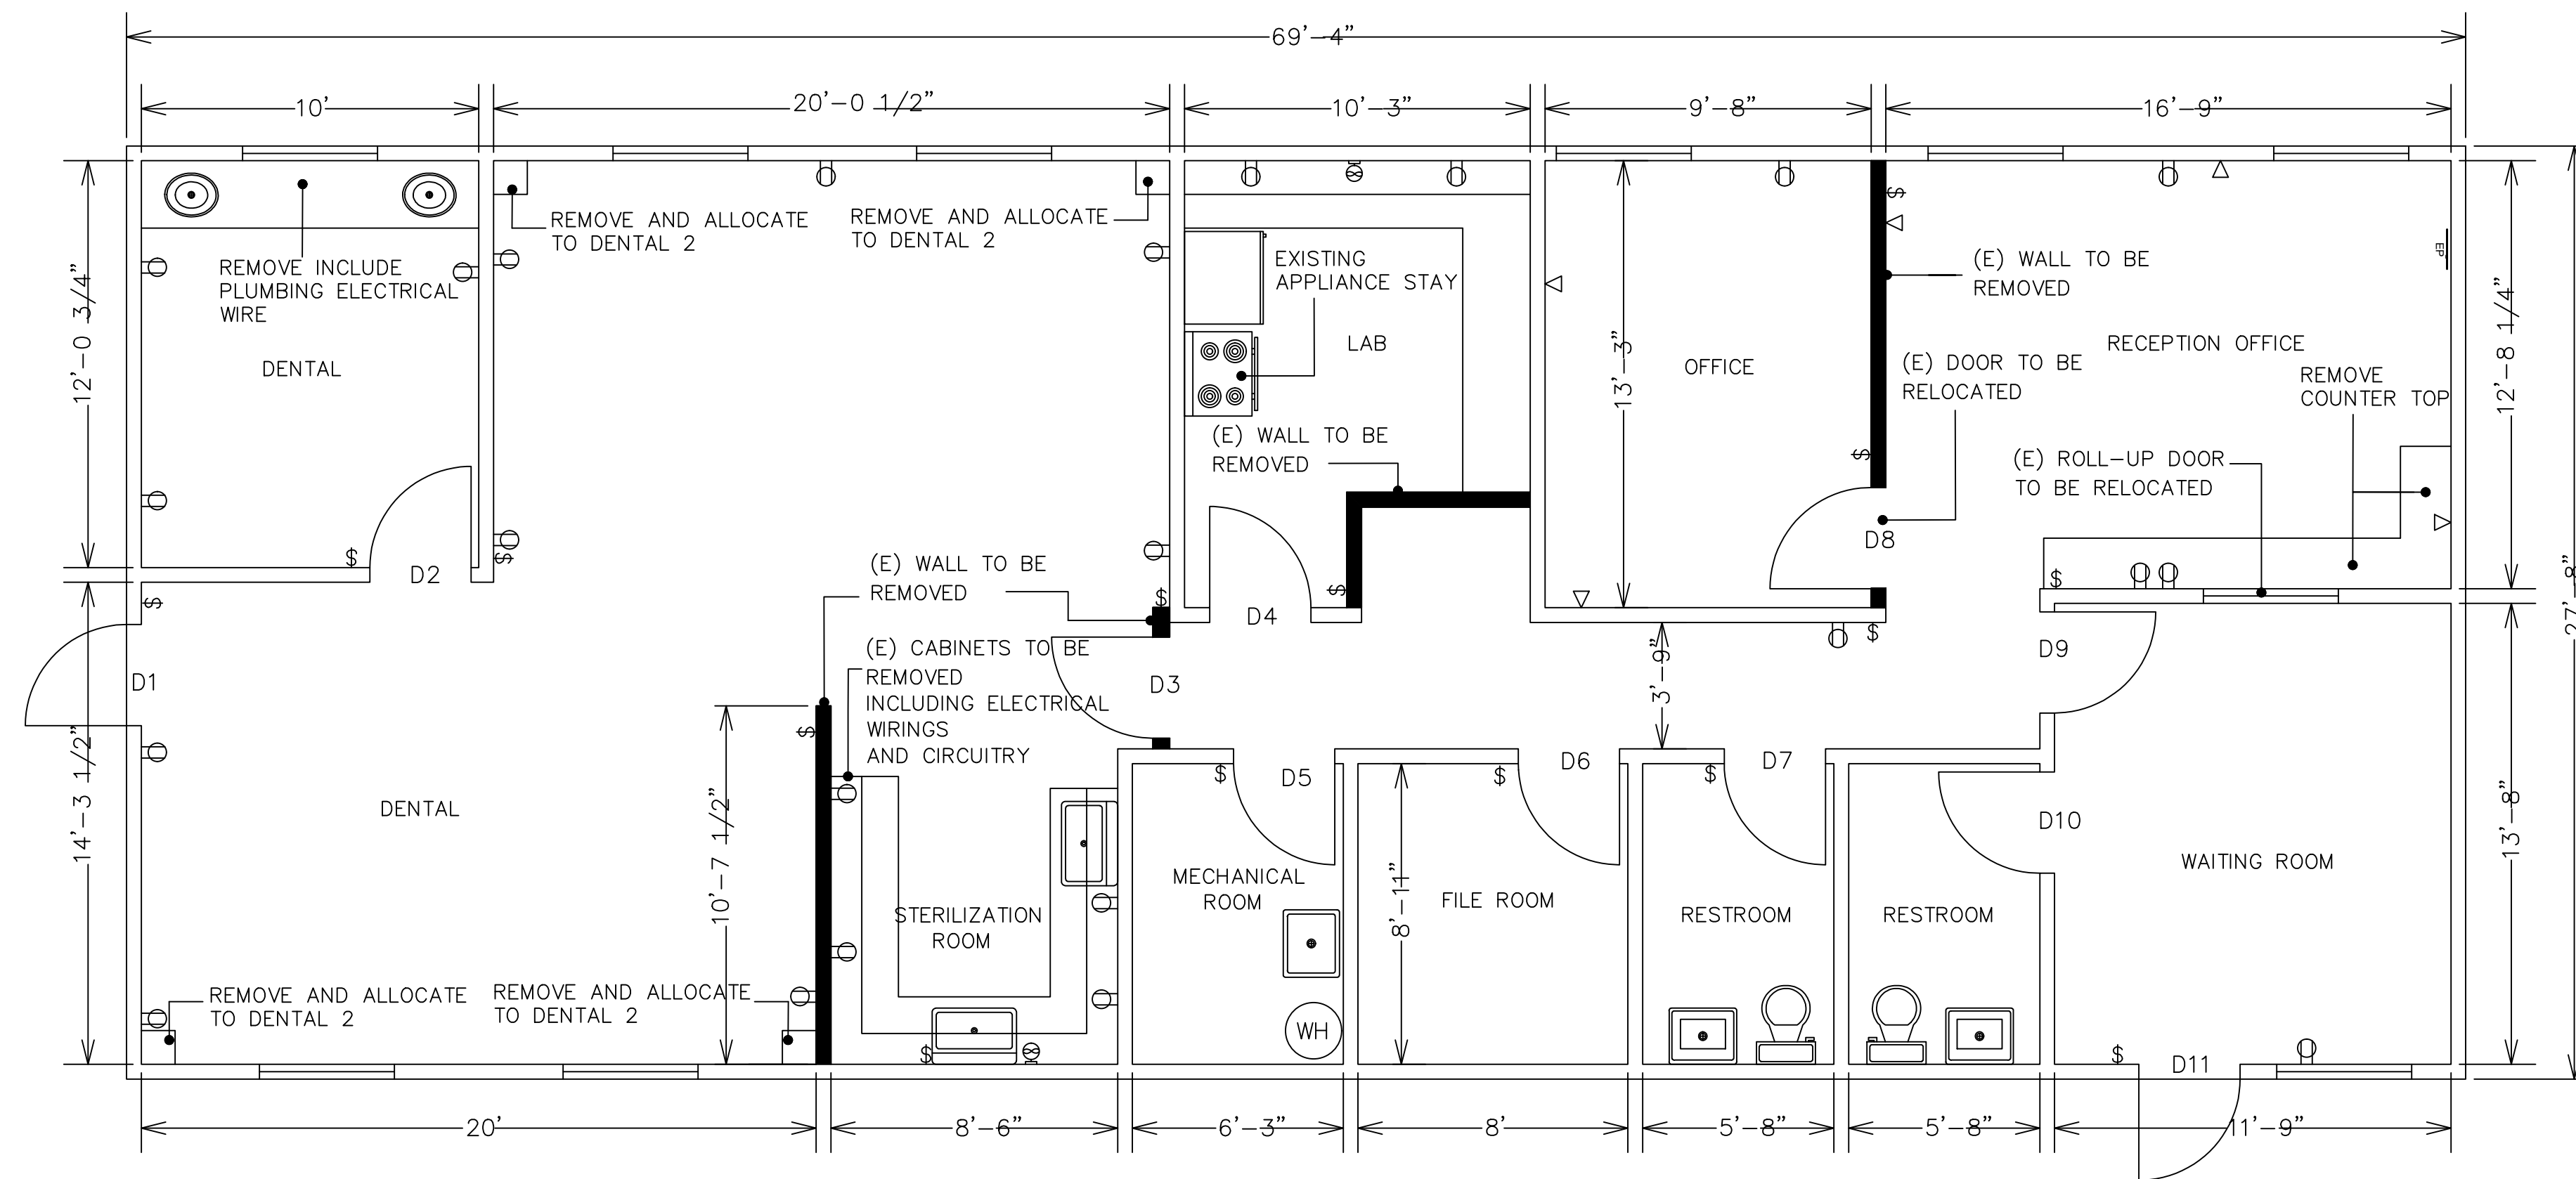 69'-4"
10'
20'-0 1/2"
10'-3"
9'-8"
16'-9"
REMOVE AND ALLOCATE
TO DENTAL 2
REMOVE AND ALLOCATE
TO DENTAL 2
REMOVE INCLUDE
PLUMBING ELECTRICAL
WIRE
EXISTING
APPLIANCE STAY
(E) WALL TO BE
REMOVED
EP
12'-0 3/4"
DENTAL
LAB
13'-3"
OFFICE
(E) DOOR TO BE
RELOCATED
RECEPTION OFFICE
REMOVE
COUNTER TOP
12'-8 1/4"
(E) WALL TO BE
REMOVED
(E) ROLL-UP DOOR
TO BE RELOCATED
$
$
$
$
$
$
$
$
D2
D8
27'-8"
(E) WALL TO BE
REMOVED
$
D4
$
(E) CABINETS TO BE
REMOVED
INCLUDING ELECTRICAL
WIRINGS
AND CIRCUITRY
D1
D3
3'-9"
D9
$
D5
D6
D7
$
$
$
14'-3 1/2"
DENTAL
10'-7 1/2"
D10
13'-8"
MECHANICAL
ROOM
8'-11"
FILE ROOM
WAITING ROOM
STERILIZATION
ROOM
RESTROOM
RESTROOM
REMOVE AND ALLOCATE
TO DENTAL 2
REMOVE AND ALLOCATE
TO DENTAL 2
WH
$
$
D11
20'
8'-6"
6'-3"
8'
5'-8"
5'-8"
11'-9"